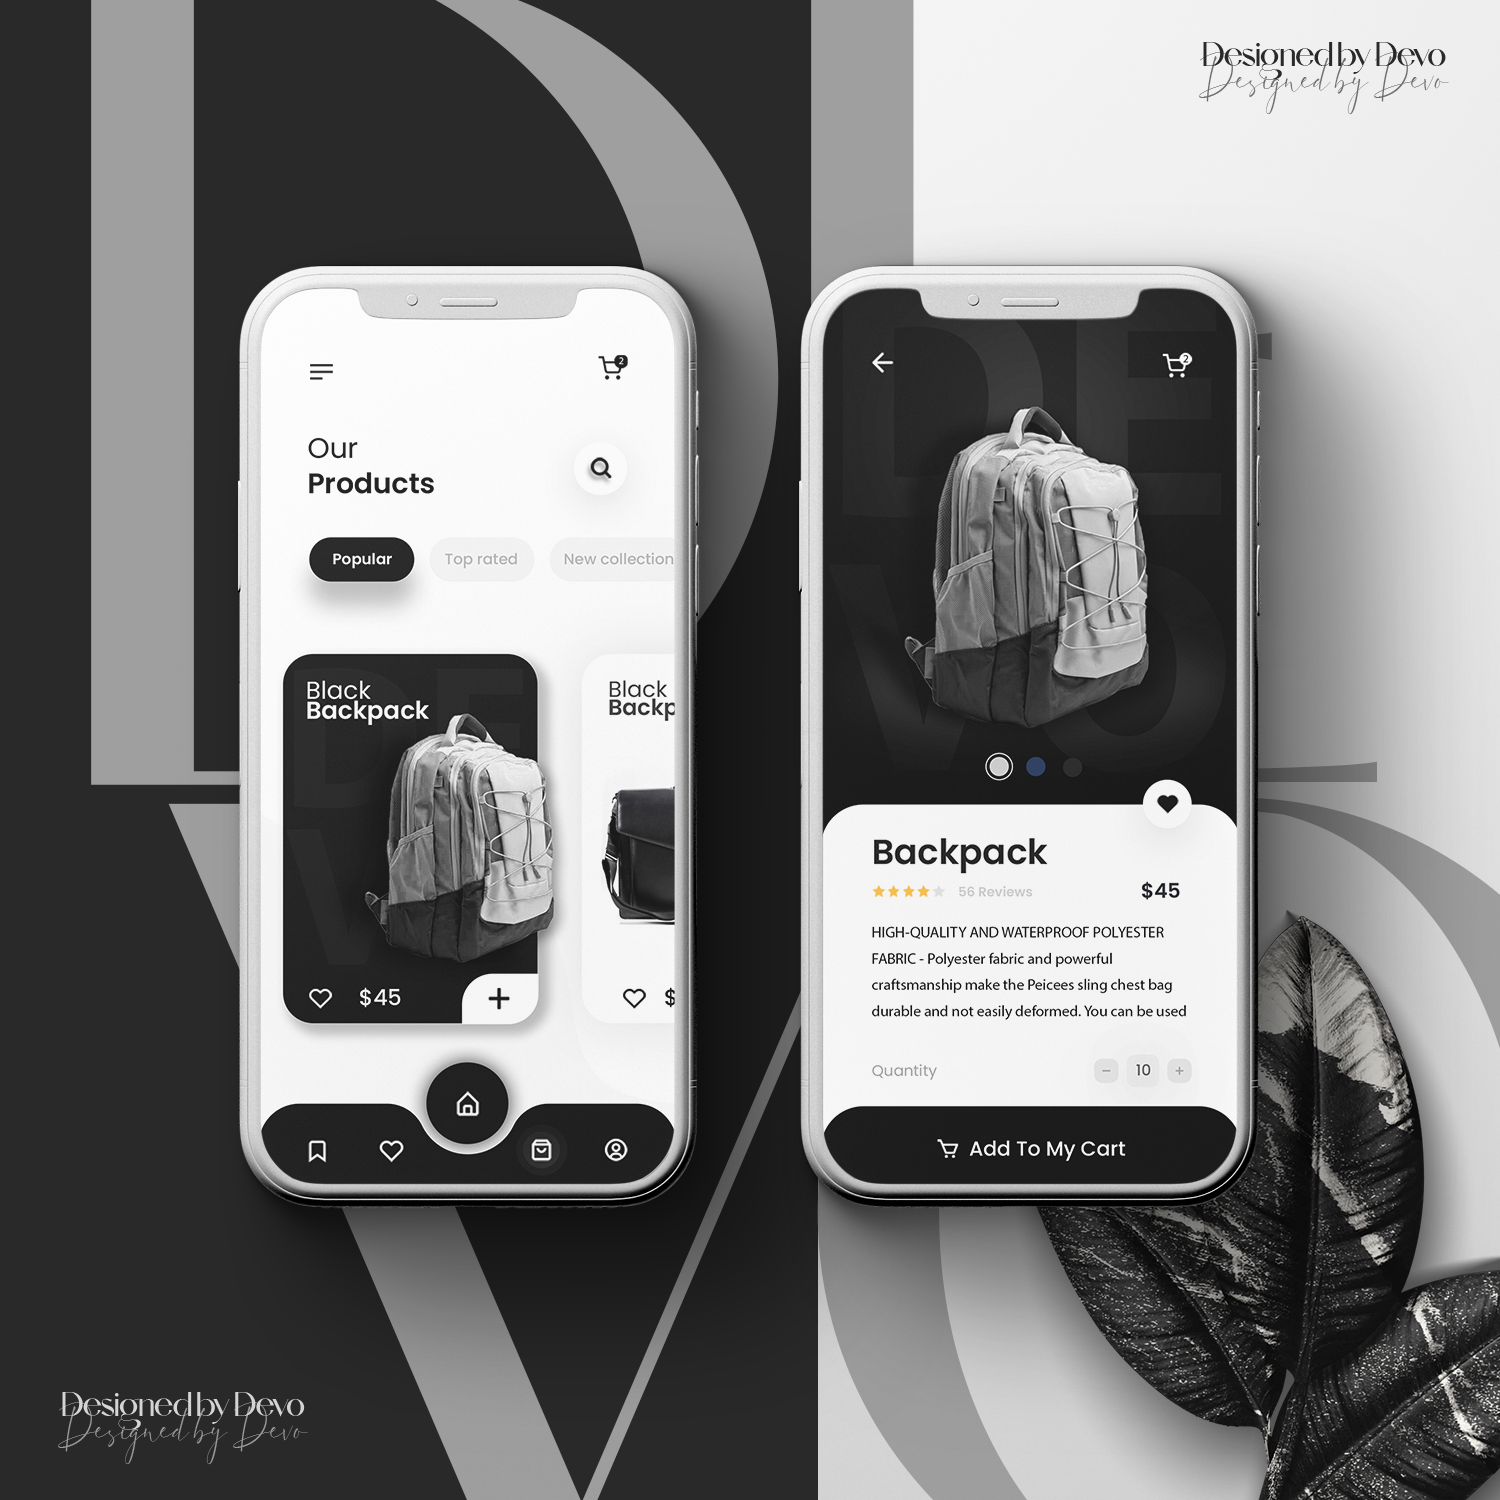 Designed by Devo
Designed by Devo
2
Our
Products
Popular
Top rated
New collection
Black
Backpack
$45
Black
Backp
$
2
DE
VO
Backpack
56 Reviews
$45
HIGH-QUALITY AND WATERPROOF POLYESTER
FABRIC - Polyester fabric and powerful
craftsmanship make the Peicees sling chest bag
durable and not easily deformed. You can be used
Quantity
− 10 +
Add To My Cart
Designed by Devo
Designed by Devo